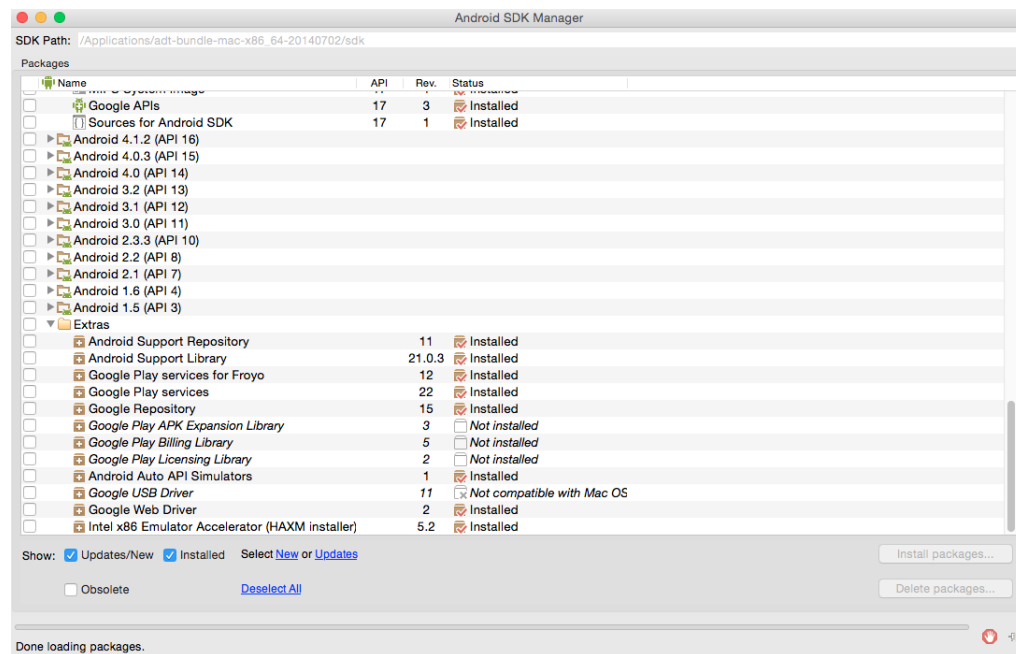 Android SDK Manager
SDK Path: /Applications/adt-bundle-mac-x86_64-20140702/sdk
Packages
Name API Rev. Status
MIPS System Image 17 1 Installed
Google APIs 17 3 Installed
Sources for Android SDK 17 1 Installed
Android 4.1.2 (API 16)
Android 4.0.3 (API 15)
Android 4.0 (API 14)
Android 3.2 (API 13)
Android 3.1 (API 12)
Android 3.0 (API 11)
Android 2.3.3 (API 10)
Android 2.2 (API 8)
Android 2.1 (API 7)
Android 1.6 (API 4)
Android 1.5 (API 3)
Extras
Android Support Repository 11 Installed
Android Support Library 21.0.3 Installed
Google Play services for Froyo 12 Installed
Google Play services 22 Installed
Google Repository 15 Installed
Google Play APK Expansion Library 3 Not installed
Google Play Billing Library 5 Not installed
Google Play Licensing Library 2 Not installed
Android Auto API Simulators 1 Installed
Google USB Driver 11 Not compatible with Mac OS
Google Web Driver 2 Installed
Intel x86 Emulator Accelerator (HAXM installer) 5.2 Installed
Show: Updates/New Installed Select New or Updates Install packages...
Obsolete Deselect All Delete packages...
Done loading packages.